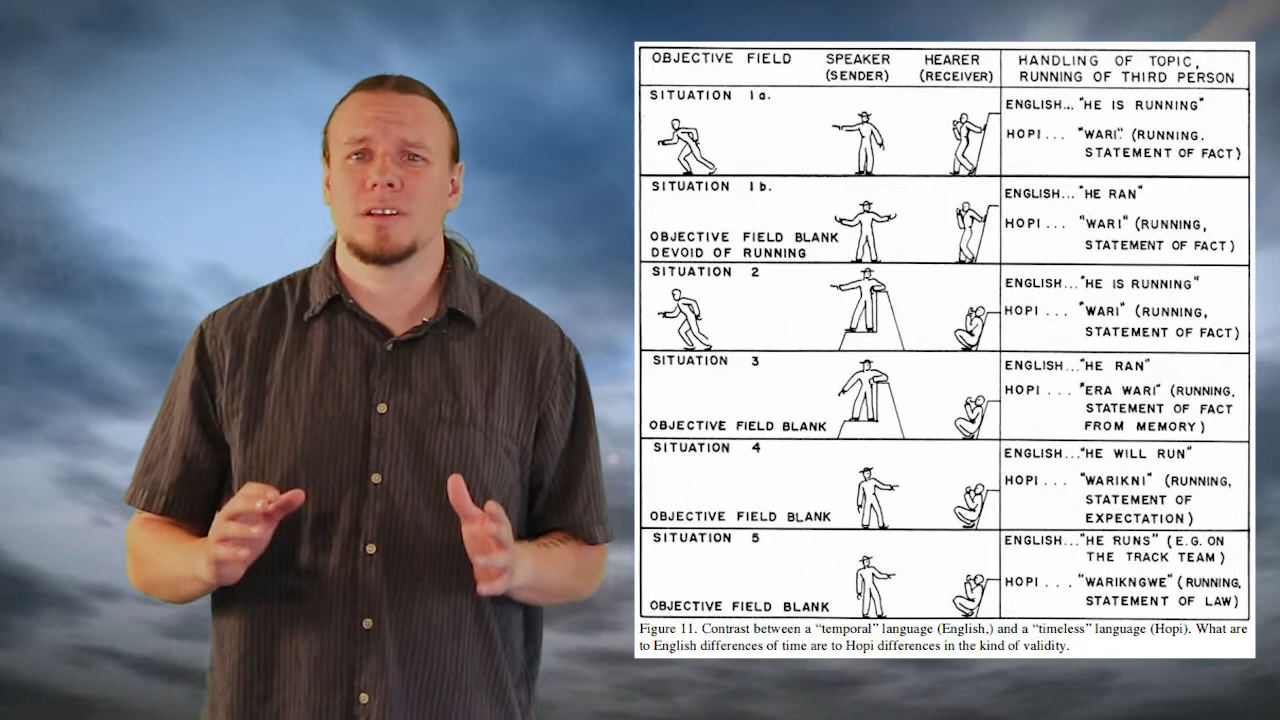 OBJECTIVE FIELD
SPEAKER
(SENDER)
HEARER
(RECEIVER)
HANDLING OF TOPIC,
RUNNING OF THIRD PERSON
SITUATION 1a.
ENGLISH... "HE IS RUNNING"
HOPI ... "WARI". (RUNNING.
STATEMENT OF FACT)
SITUATION 1b.
OBJECTIVE FIELD BLANK
DEVOID OF RUNNING
ENGLISH... "HE RAN"
HOPI ... "WARI" (RUNNING,
STATEMENT OF FACT)
SITUATION 2
ENGLISH... "HE IS RUNNING"
HOPI ... "WARI" (RUNNING,
STATEMENT OF FACT)
SITUATION 3
OBJECTIVE FIELD BLANK
ENGLISH... "HE RAN"
HOPI ... "ERA WARI" (RUNNING,
STATEMENT OF FACT
FROM MEMORY)
SITUATION 4
OBJECTIVE FIELD BLANK
ENGLISH... "HE WILL RUN"
HOPI ... "WARIKNI" (RUNNING,
STATEMENT OF
EXPECTATION)
SITUATION 5
OBJECTIVE FIELD BLANK
ENGLISH... "HE RUNS" (E.G. ON
THE TRACK TEAM)
HOPI ... "WARIKNGWE" (RUNNING,
STATEMENT OF LAW)
Figure 11. Contrast between a “temporal” language (English,) and a “timeless” language (Hopi). What are
to English differences of time are to Hopi differences in the kind of validity.